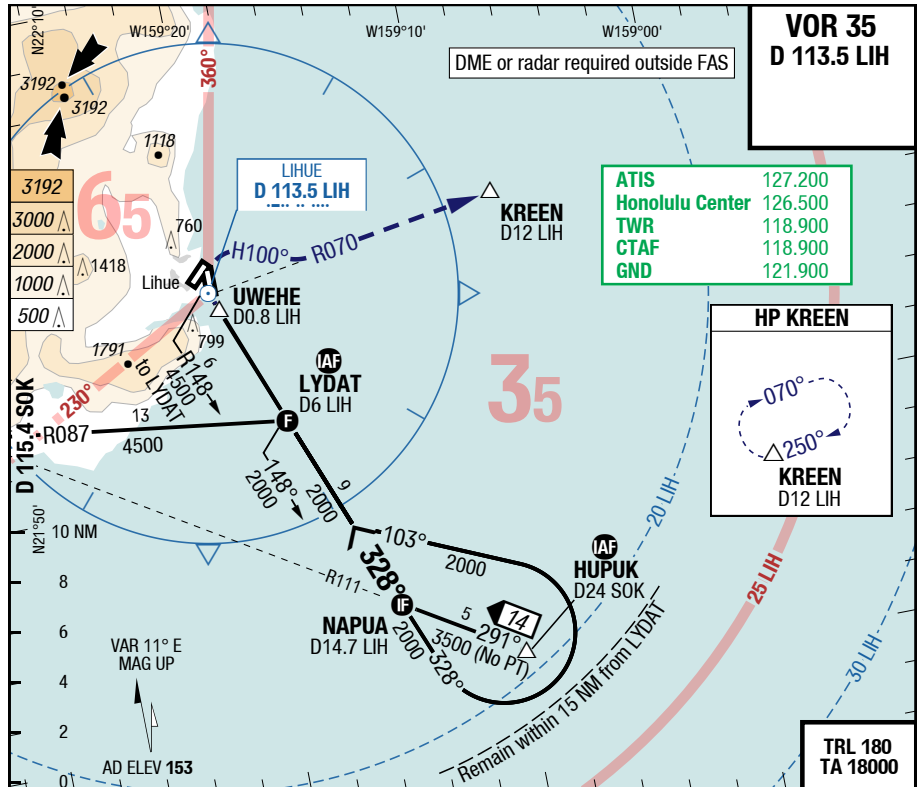 VOR 35
D 113.5 LIH
DME or radar required outside FAS
N22°10'
W159°20'
W159°10'
W159°00'
360°
3192
3192
1118
LIHUE
D 113.5 LIH
ATIS 127.200
Honolulu Center 126.500
TWR 118.900
CTAF 118.900
GND 121.900
3192
3000
2000
1000
500
65
760
1418
KREEN
D12 LIH
H100°
R070
Lihue
UWEHE
D0.8 LIH
799
1791
HP KREEN
070°
250°
KREEN
D12 LIH
IAF
LYDAT
D6 LIH
35
R148°
6
4500
to LYDAT
230°
D 115.4 SOK
R087
13
4500
F
148°
2000
9
2000
N21°50'
10 NM
8
6
4
2
0
103°
2000
328°
R111
IF
NAPUA
D14.7 LIH
IAF
HUPUK
D24 SOK
14
5
291°
3500 (No PT)
2000
328°
20 LIH
25 LIH
30 LIH
Remain within 15 NM from LYDAT
VAR 11° E
MAG UP
AD ELEV 153
TRL 180
TA 18000